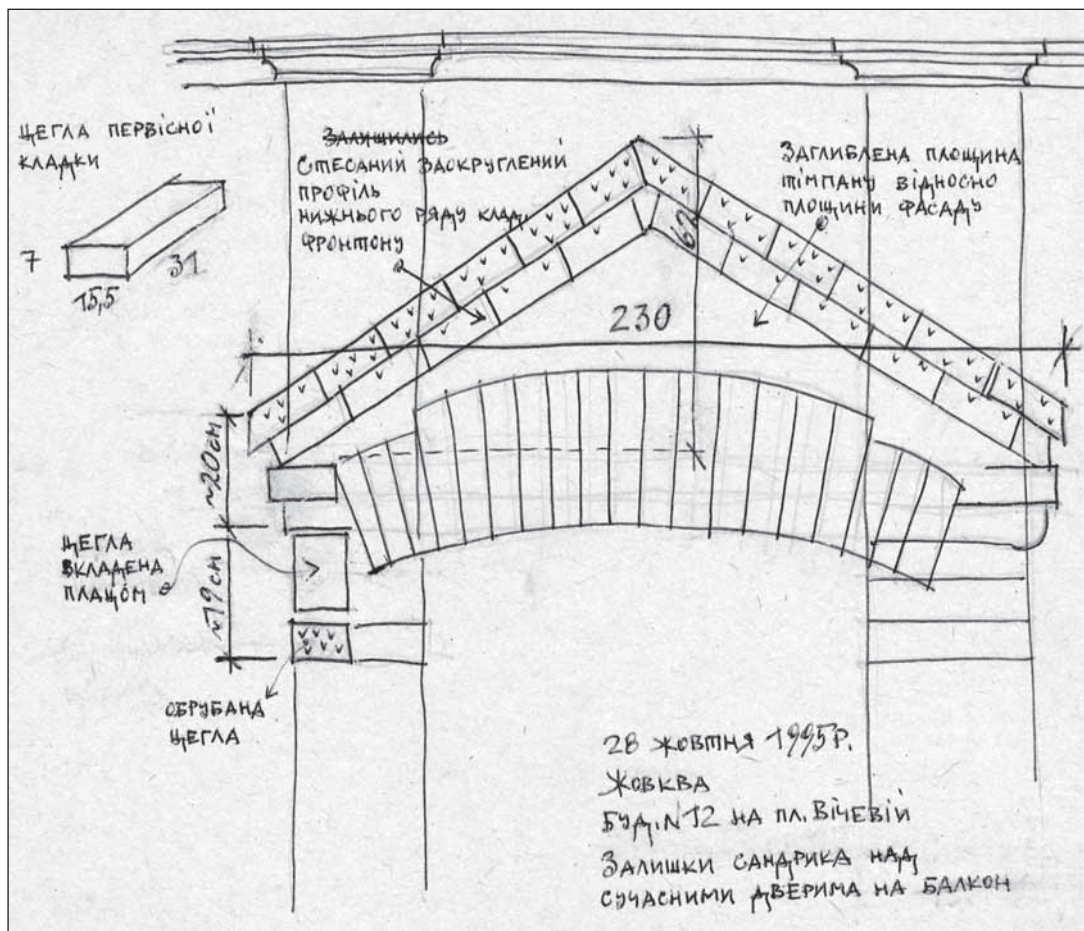 ЦЕГЛА ПЕРВІСНОЇ
КЛАДКИ
7
15,5
31
ЗАЛИШИЛИСЬ
СТЕСАНИЙ ЗАОКРУГЛЕНИЙ
ПРОФІЛЬ
НИЖНЬОГО РЯДУ КЛАД.
ФРОНТОНУ
ЗАГЛИБЛЕНА ПЛОЩИНА
ТІМПАНУ ВІДНОСНО
ПЛОЩИНИ ФАСАДУ
62
230
~20см
~19см
ЦЕГЛА
ВКЛАДЕНА
ПЛАЩОМ
ОБРУБАНА
ЦЕГЛА
28 ЖОВТНЯ 1995Р.
ЖОВКВА
БУД. N12 НА ПЛ. ВІЧЕВІЙ
ЗАЛИШКИ САНДРИКА НАД
СУЧАСНИМИ ДВЕРИМА НА БАЛКОН